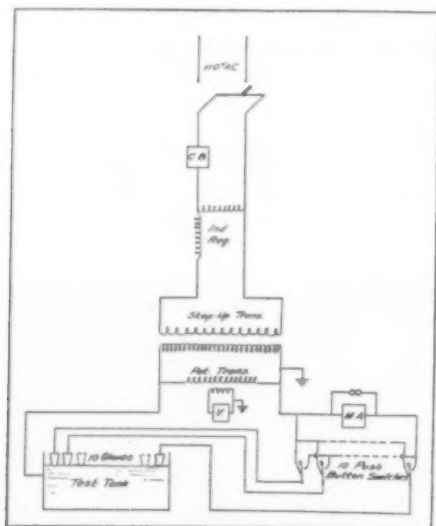 110 v AC
C B
Ind
Reg
Step-Up Trans
Pot. Trans
V
M A
10 Gloves
10 Push
Button Switches
Test Tank